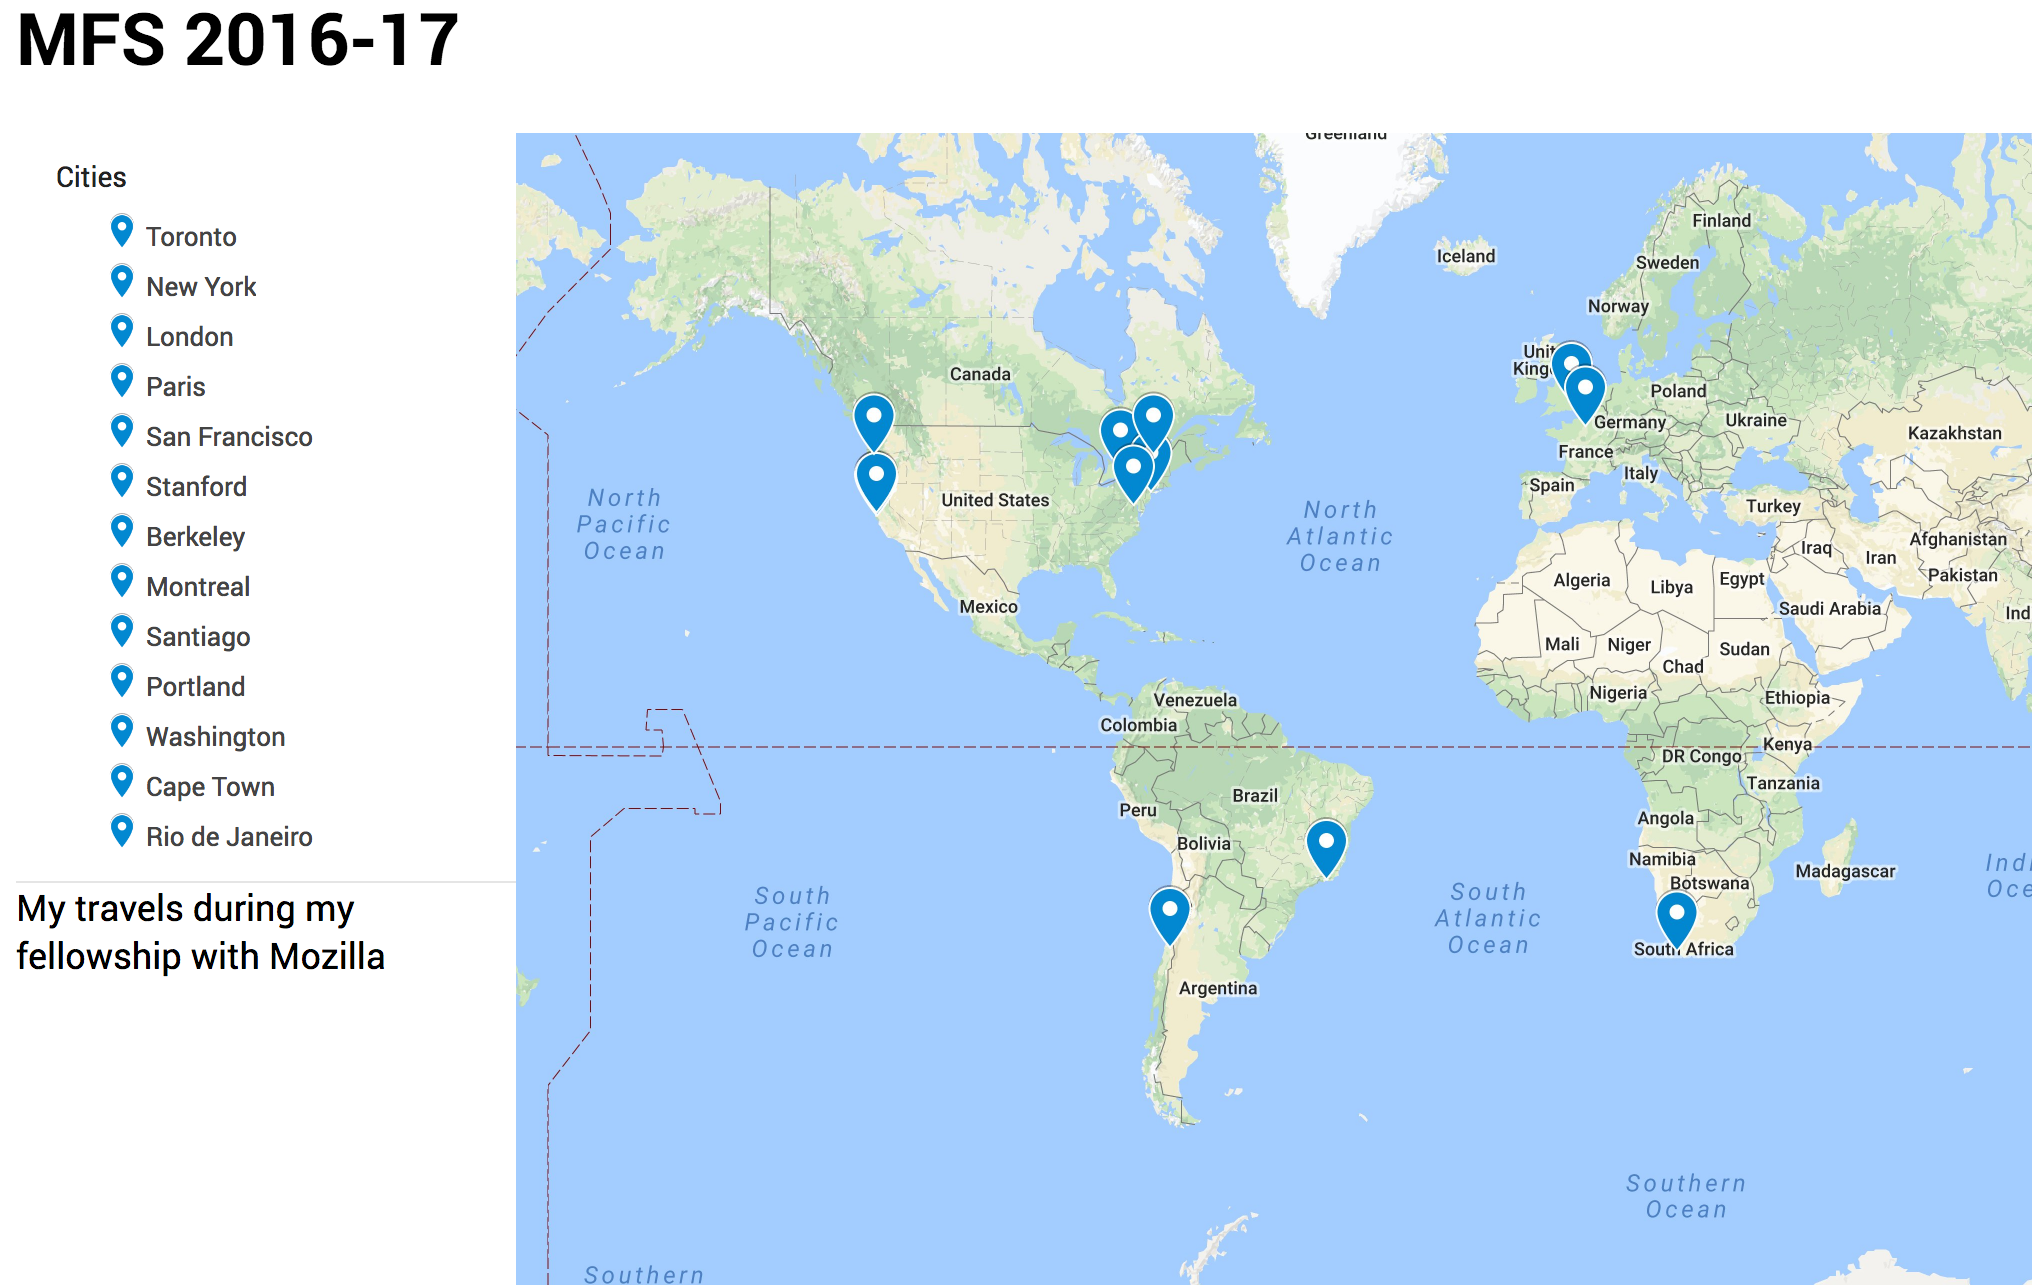 MFS 2016-17
Cities
Toronto
New York
London
Paris
San Francisco
Stanford
Berkeley
Montreal
Santiago
Portland
Washington
Cape Town
Rio de Janeiro
My travels during my
fellowship with Mozilla
Greenland
Finland
Iceland
Sweden
Norway
Unit
King
Canada
Poland
Germany
Ukraine
Kazakhstan
France
Italy
Spain
United States
Turkey
North
Pacific
Ocean
North
Atlantic
Ocean
Afghanistan
Iraq
Iran
Pakistan
Algeria
Libya
Egypt
Saudi Arabia
Ind
Mexico
Mali
Niger
Sudan
Chad
Nigeria
Ethiopia
Venezuela
Colombia
Kenya
DR Congo
Tanzania
Brazil
Peru
Angola
Bolivia
Namibia
Madagascar
Botswana
Indi
Oce
South
Pacific
Ocean
South
Atlantic
Ocean
South Africa
Argentina
Southern
Ocean
Southern